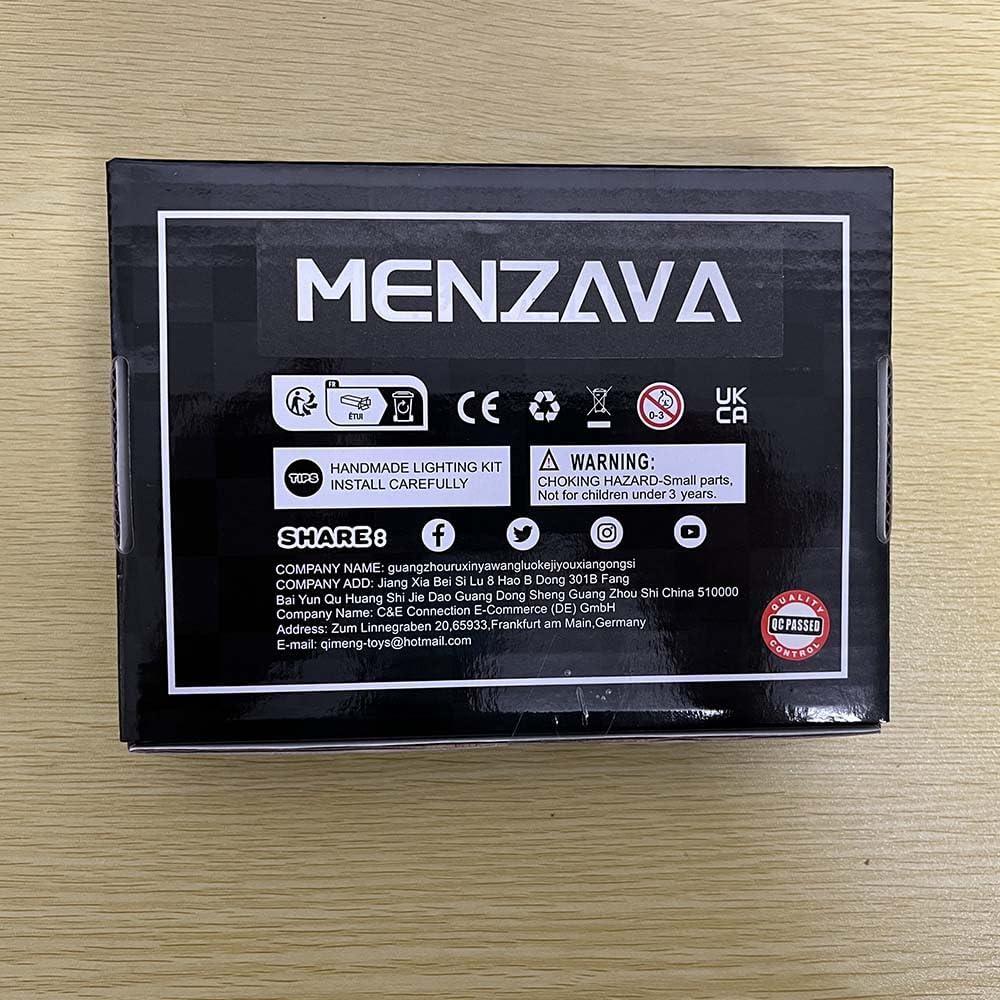 MENZAVA
FR
ÉTUI
CE
0-3
UK
CA
TIPS
HANDMADE LIGHTING KIT
INSTALL CAREFULLY
WARNING:
CHOKING HAZARD-Small parts,
Not for children under 3 years.
SHARE:
COMPANY NAME: guangzhouruxinyawangluokejiyouxiangongsi
COMPANY ADD: Jiang Xia Bei Si Lu 8 Hao B Dong 301B Fang
Bai Yun Qu Huang Shi Jie Dao Guang Dong Sheng Guang Zhou Shi China 510000
Company Name: C&E Connection E-Commerce (DE) GmbH
Address: Zum Linnegraben 20,65933,Frankfurt am Main,Germany
E-mail: qimeng-toys@hotmail.com
QUALITY
QC PASSED
CONTROL